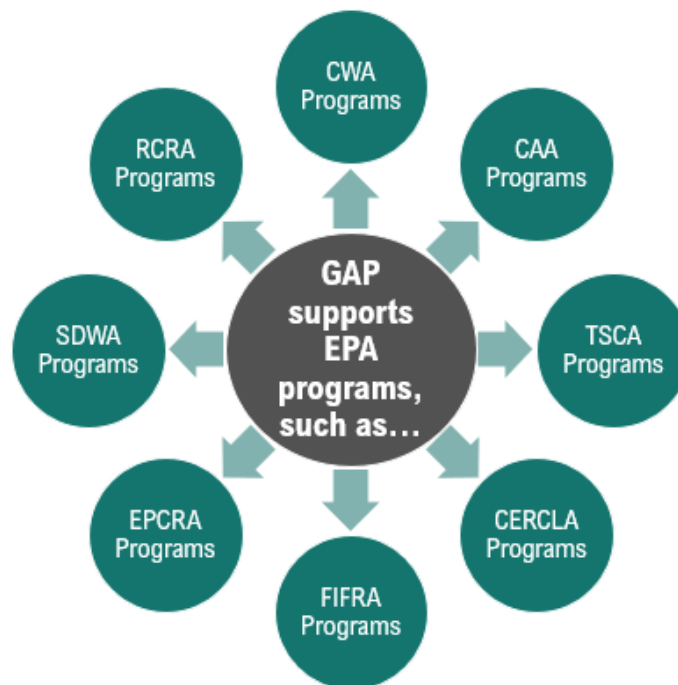 CWA
Programs
CAA
Programs
TSCA
Programs
CERCLA
Programs
FIFRA
Programs
EPCRA
Programs
SDWA
Programs
RCRA
Programs
GAP
supports
EPA
programs,
such as...